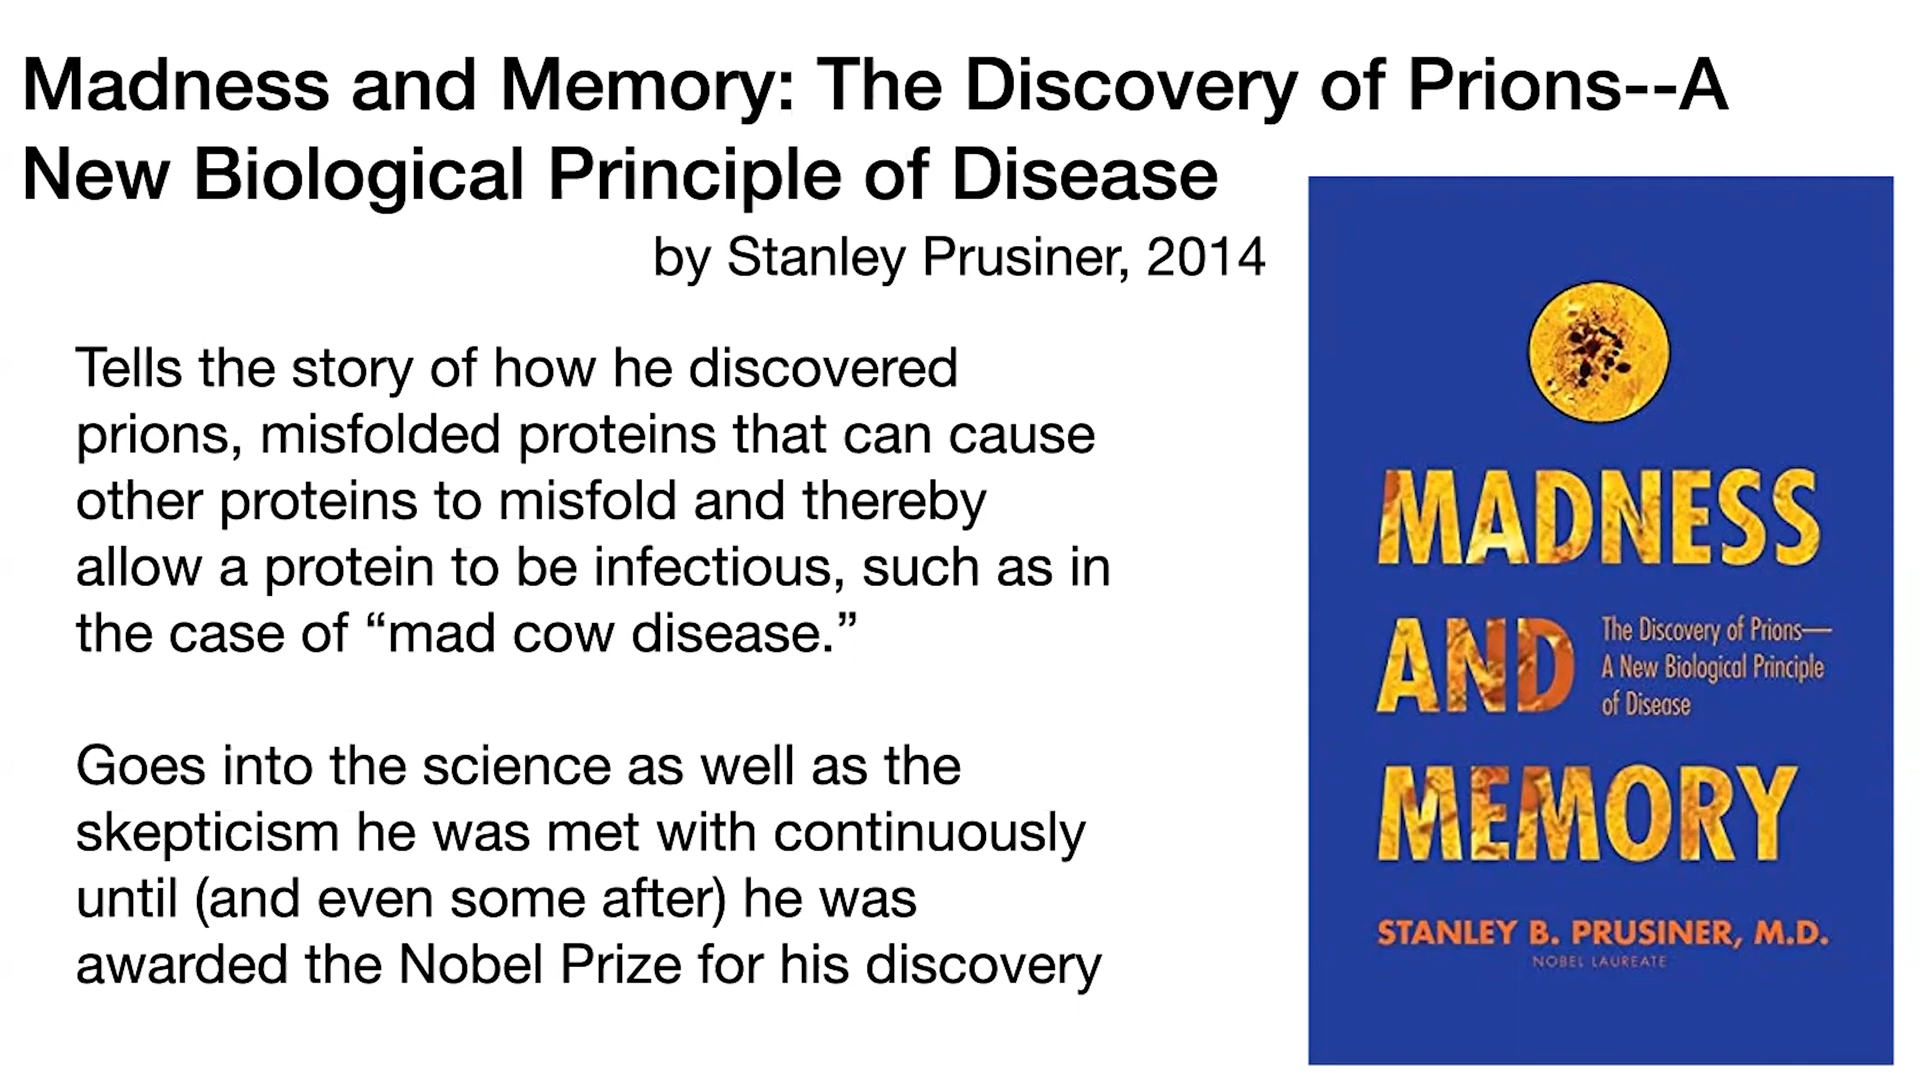 Madness and Memory: The Discovery of Prions--A
New Biological Principle of Disease
by Stanley Prusiner, 2014
Tells the story of how he discovered
prions, misfolded proteins that can cause
other proteins to misfold and thereby
allow a protein to be infectious, such as in
the case of “mad cow disease.”
Goes into the science as well as the
skepticism he was met with continuously
until (and even some after) he was
awarded the Nobel Prize for his discovery
MADNESS
AND
The Discovery of Prions—
A New Biological Principle
of Disease
MEMORY
STANLEY B. PRUSINER, M.D.
NOBEL LAUREATE